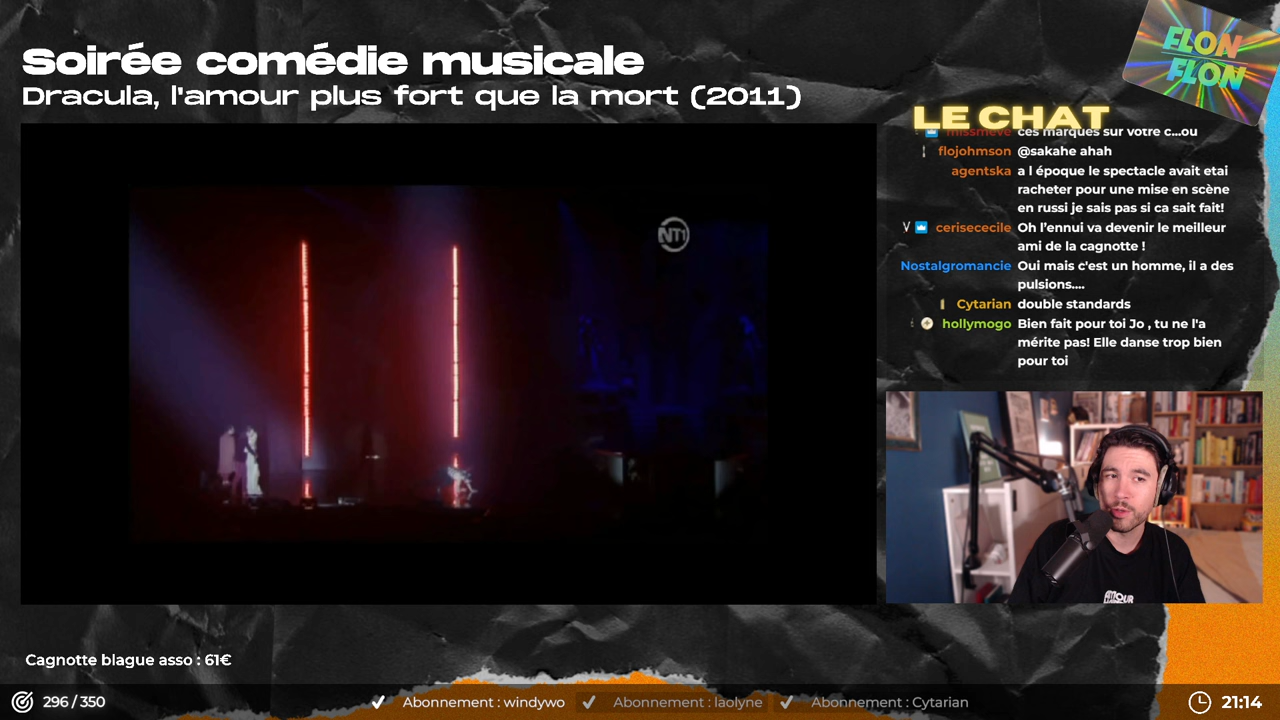 Soirée comédie musicale
Dracula, l'amour plus fort que la mort (2011)
FLON
FLON
LE CHAT
missmeve ces marques sur votre c...ou
flojohmson @sakahe ahah
agentska a l époque le spectacle avait etai
racheter pour une mise en scène
en russi je sais pas si ca sait fait!
cerisececile Oh l'ennui va devenir le meilleur
ami de la cagnotte !
Nostalgromancie Oui mais c'est un homme, il a des
pulsions....
Cytarian double standards
hollymogo Bien fait pour toi Jo , tu ne l'a
mérite pas! Elle danse trop bien
pour toi
NT1
AMOUR
Cagnotte blague asso : 61€
296 / 350
Abonnement : windywo
Abonnement : laolyne
Abonnement : Cytarian
21:14